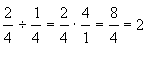 2/4 ÷ 1/4 = 2/4 · 4/1 = 8/4 = 2